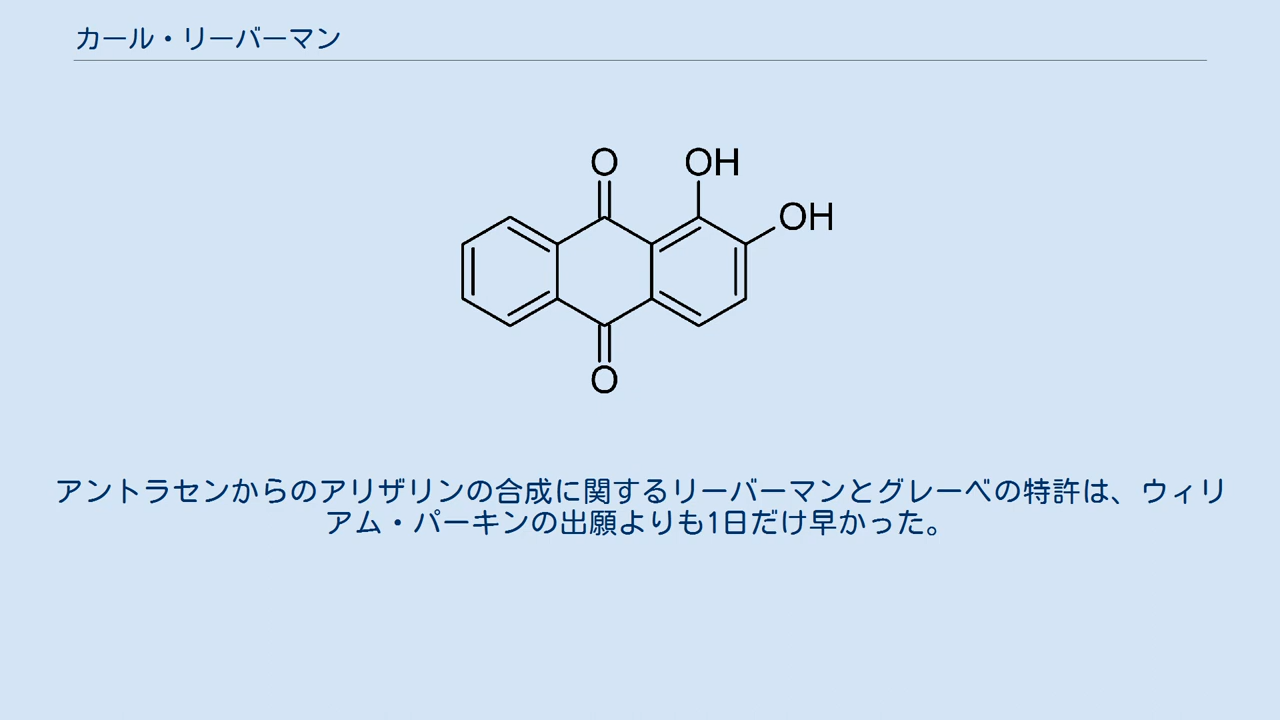 カール・リーバーマン
O
OH
OH
O
アントラセンからのアリザリンの合成に関するリーバーマンとグレーベの特許は、ウィリ
アム・パーキンの出願よりも1日だけ早かった。